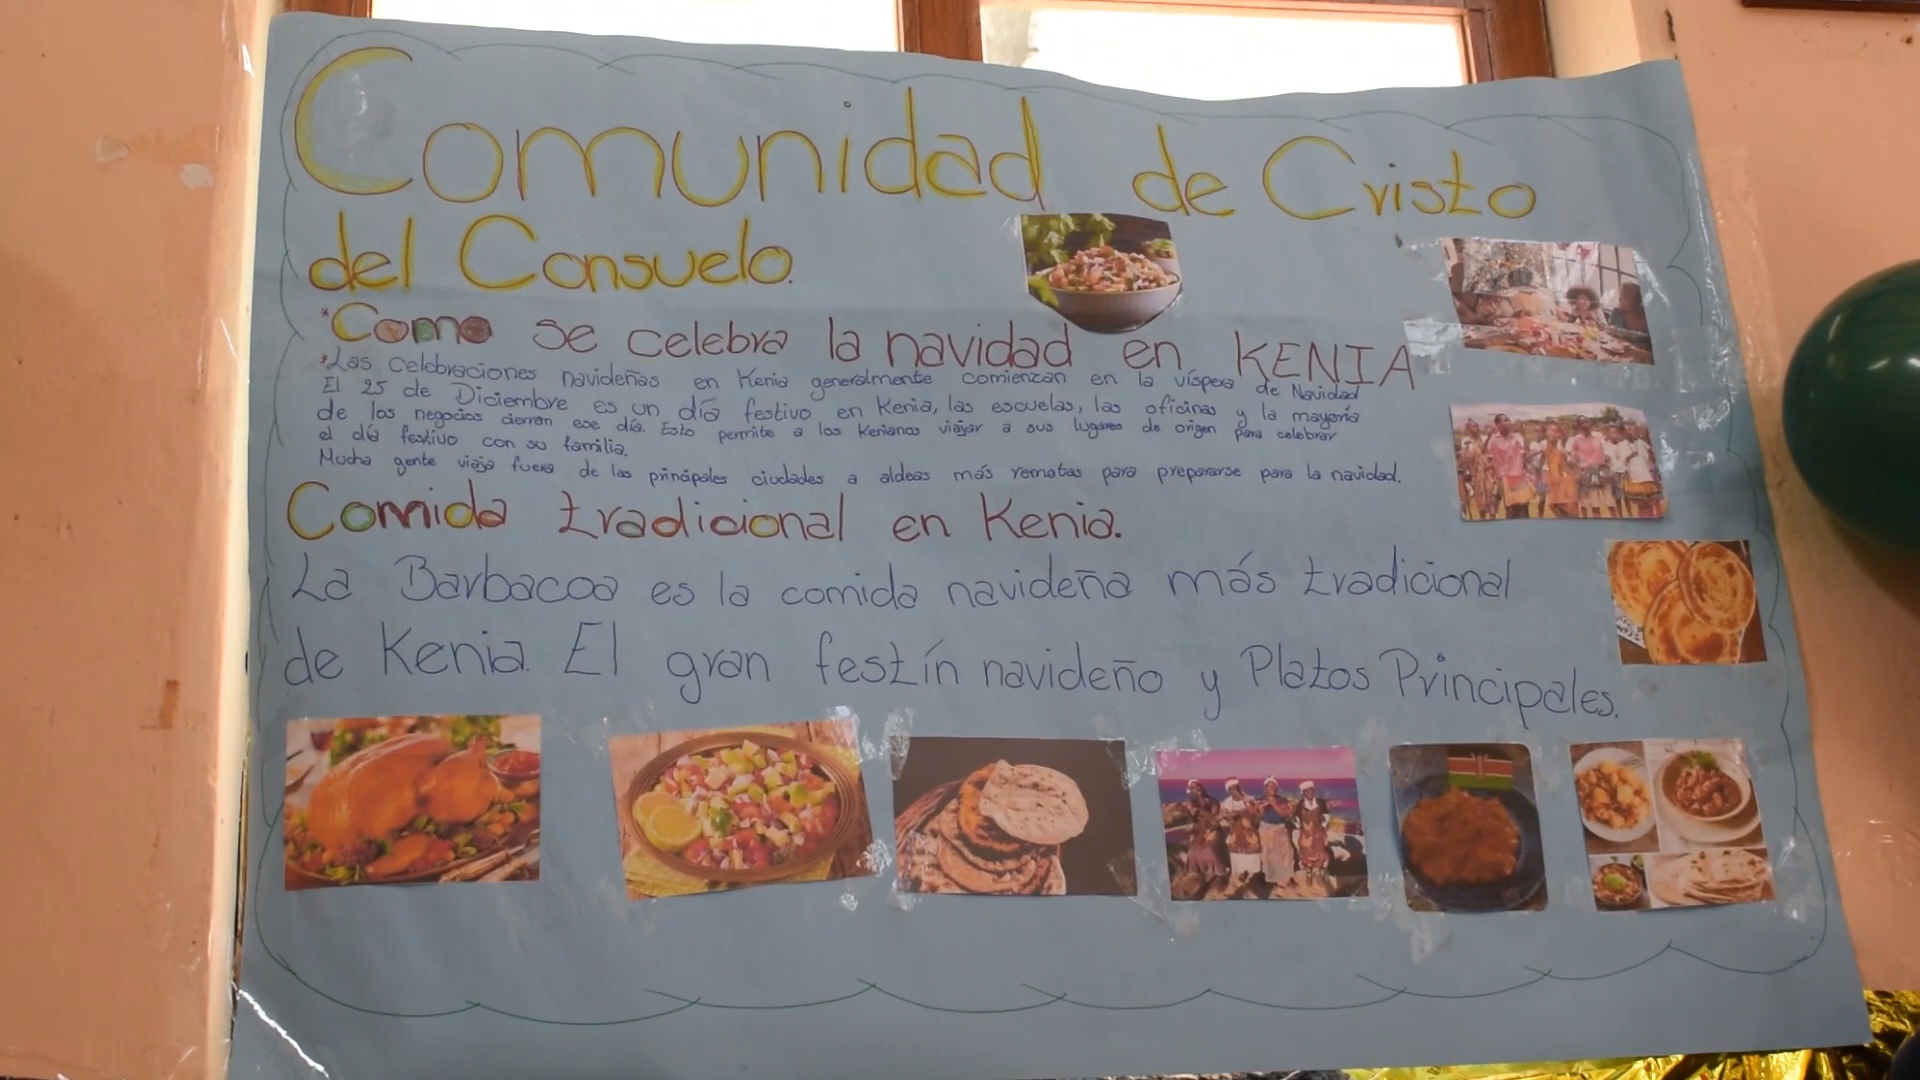 Comunidad de Cristo
del Consuelo.
*Como se celebra la navidad en KENIA
*Las celebraciones navideñas en Kenia generalmente comienzan en la víspera de Navidad
El 25 de Diciembre es un día festivo en Kenia, las escuelas, las oficinas y la mayoría
de los negocios cierran ese día. Esto permite a los Kenianos viajar a sus lugares de origen para celebrar
el día festivo con su familia.
Mucha gente viaja fuera de las principales ciudades a aldeas más remotas para prepararse para la navidad.
Comida tradicional en Kenia.
La Barbacoa es la comida navideña más tradicional
de Kenia. El gran festín navideño y Platos Principales.